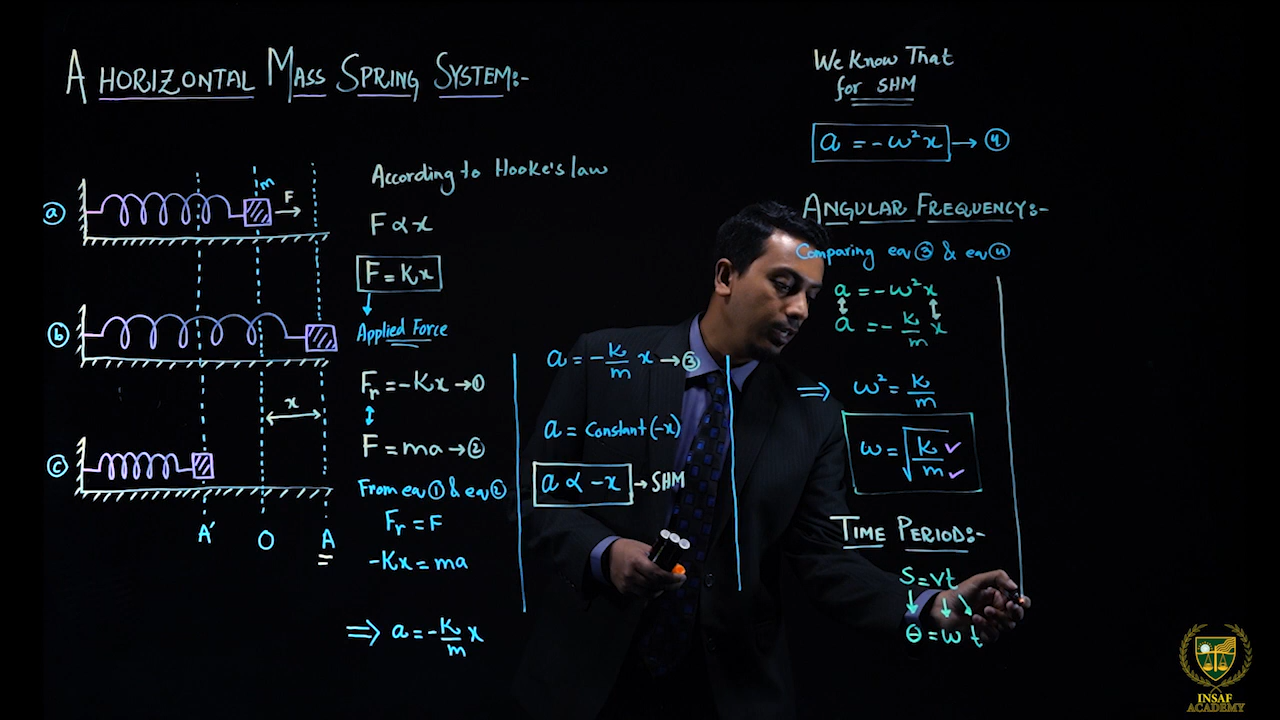 A HORIZONTAL MASS SPRING SYSTEM:-
a
m
F
b
x
c
A'
O
A
According to Hooke's law
F ∝ x
F = Kx
Applied Force
Fr = -Kx → ①
F = ma → ②
From eq ① & eq ②
Fr = F
-Kx = ma
⇒ a = -K/m x
a = -K/m x → ③
a = Constant (-x)
a ∝ -x → SHM
We Know That
for SHM
a = -ω²x → ④
ANGULAR FREQUENCY:-
Comparing eq ③ & eq ④
a = -ω²x
a = -K/m x
⇒ ω² = K/m
ω = √K/m
TIME PERIOD:-
S = vt
θ = ω t
INSAF
ACADEMY